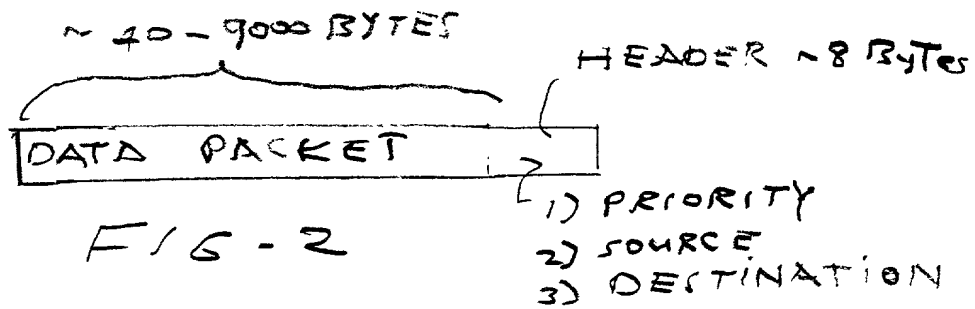 ~ 40-9000 BYTES
HEADER ~8 ByTes
DATA PACKET
1) PRIORITY
2) SOURCE
3) DESTINATION
FIG-2